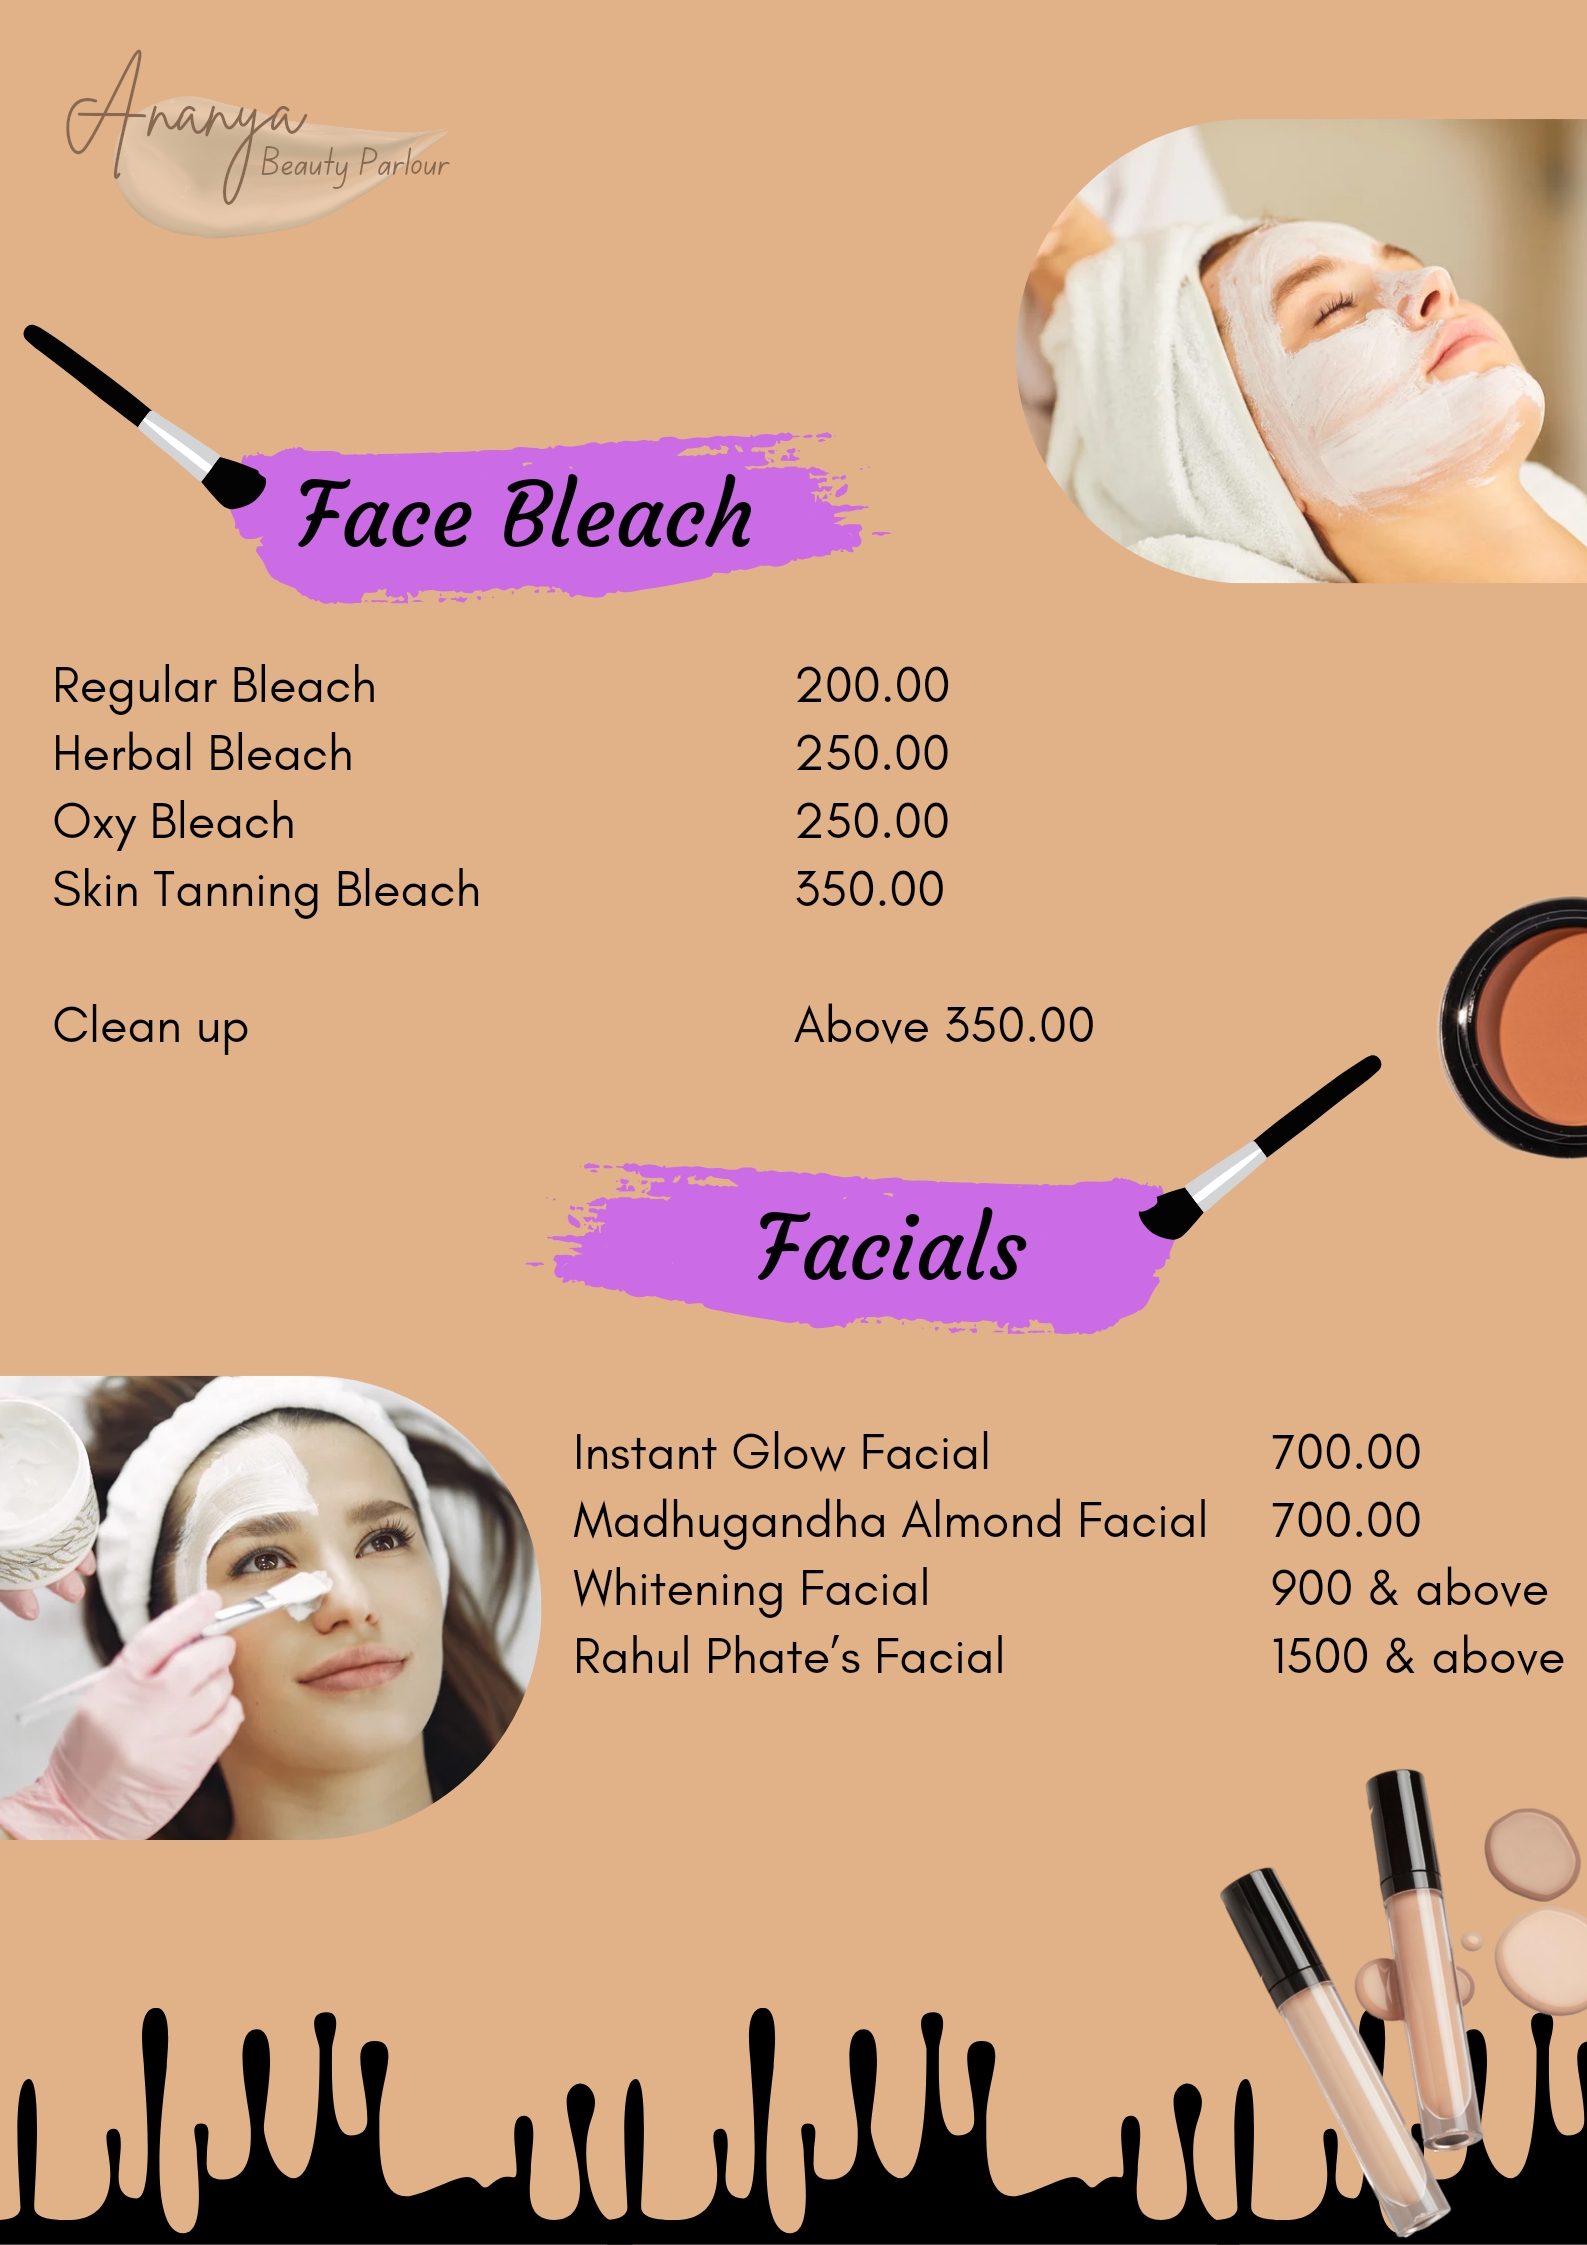 Ananya
Beauty Parlour
Face Bleach
Regular Bleach 200.00
Herbal Bleach 250.00
Oxy Bleach 250.00
Skin Tanning Bleach 350.00
Clean up Above 350.00
Facials
Instant Glow Facial 700.00
Madhugandha Almond Facial 700.00
Whitening Facial 900 & above
Rahul Phate’s Facial 1500 & above